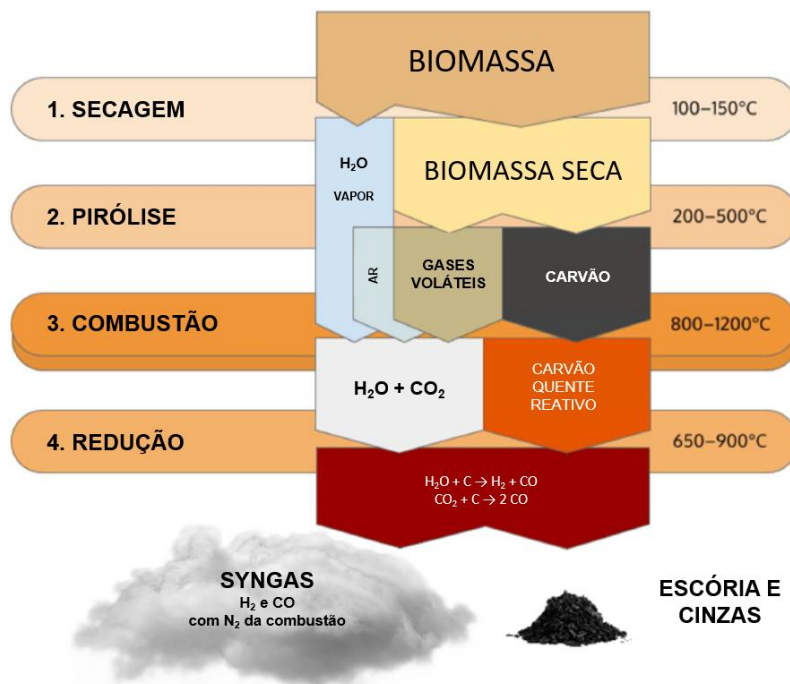 BIOMASSA
1. SECAGEM
100–150°C
H₂O
VAPOR
BIOMASSA SECA
2. PIRÓLISE
200–500°C
AR
GASES
VOLÁTEIS
CARVÃO
3. COMBUSTÃO
800–1200°C
H₂O + CO₂
CARVÃO
QUENTE
REATIVO
4. REDUÇÃO
650–900°C
H₂O + C → H₂ + CO
CO₂ + C → 2 CO
SYNGAS
H₂ e CO
com N₂ da combustão
ESCÓRIA E
CINZAS